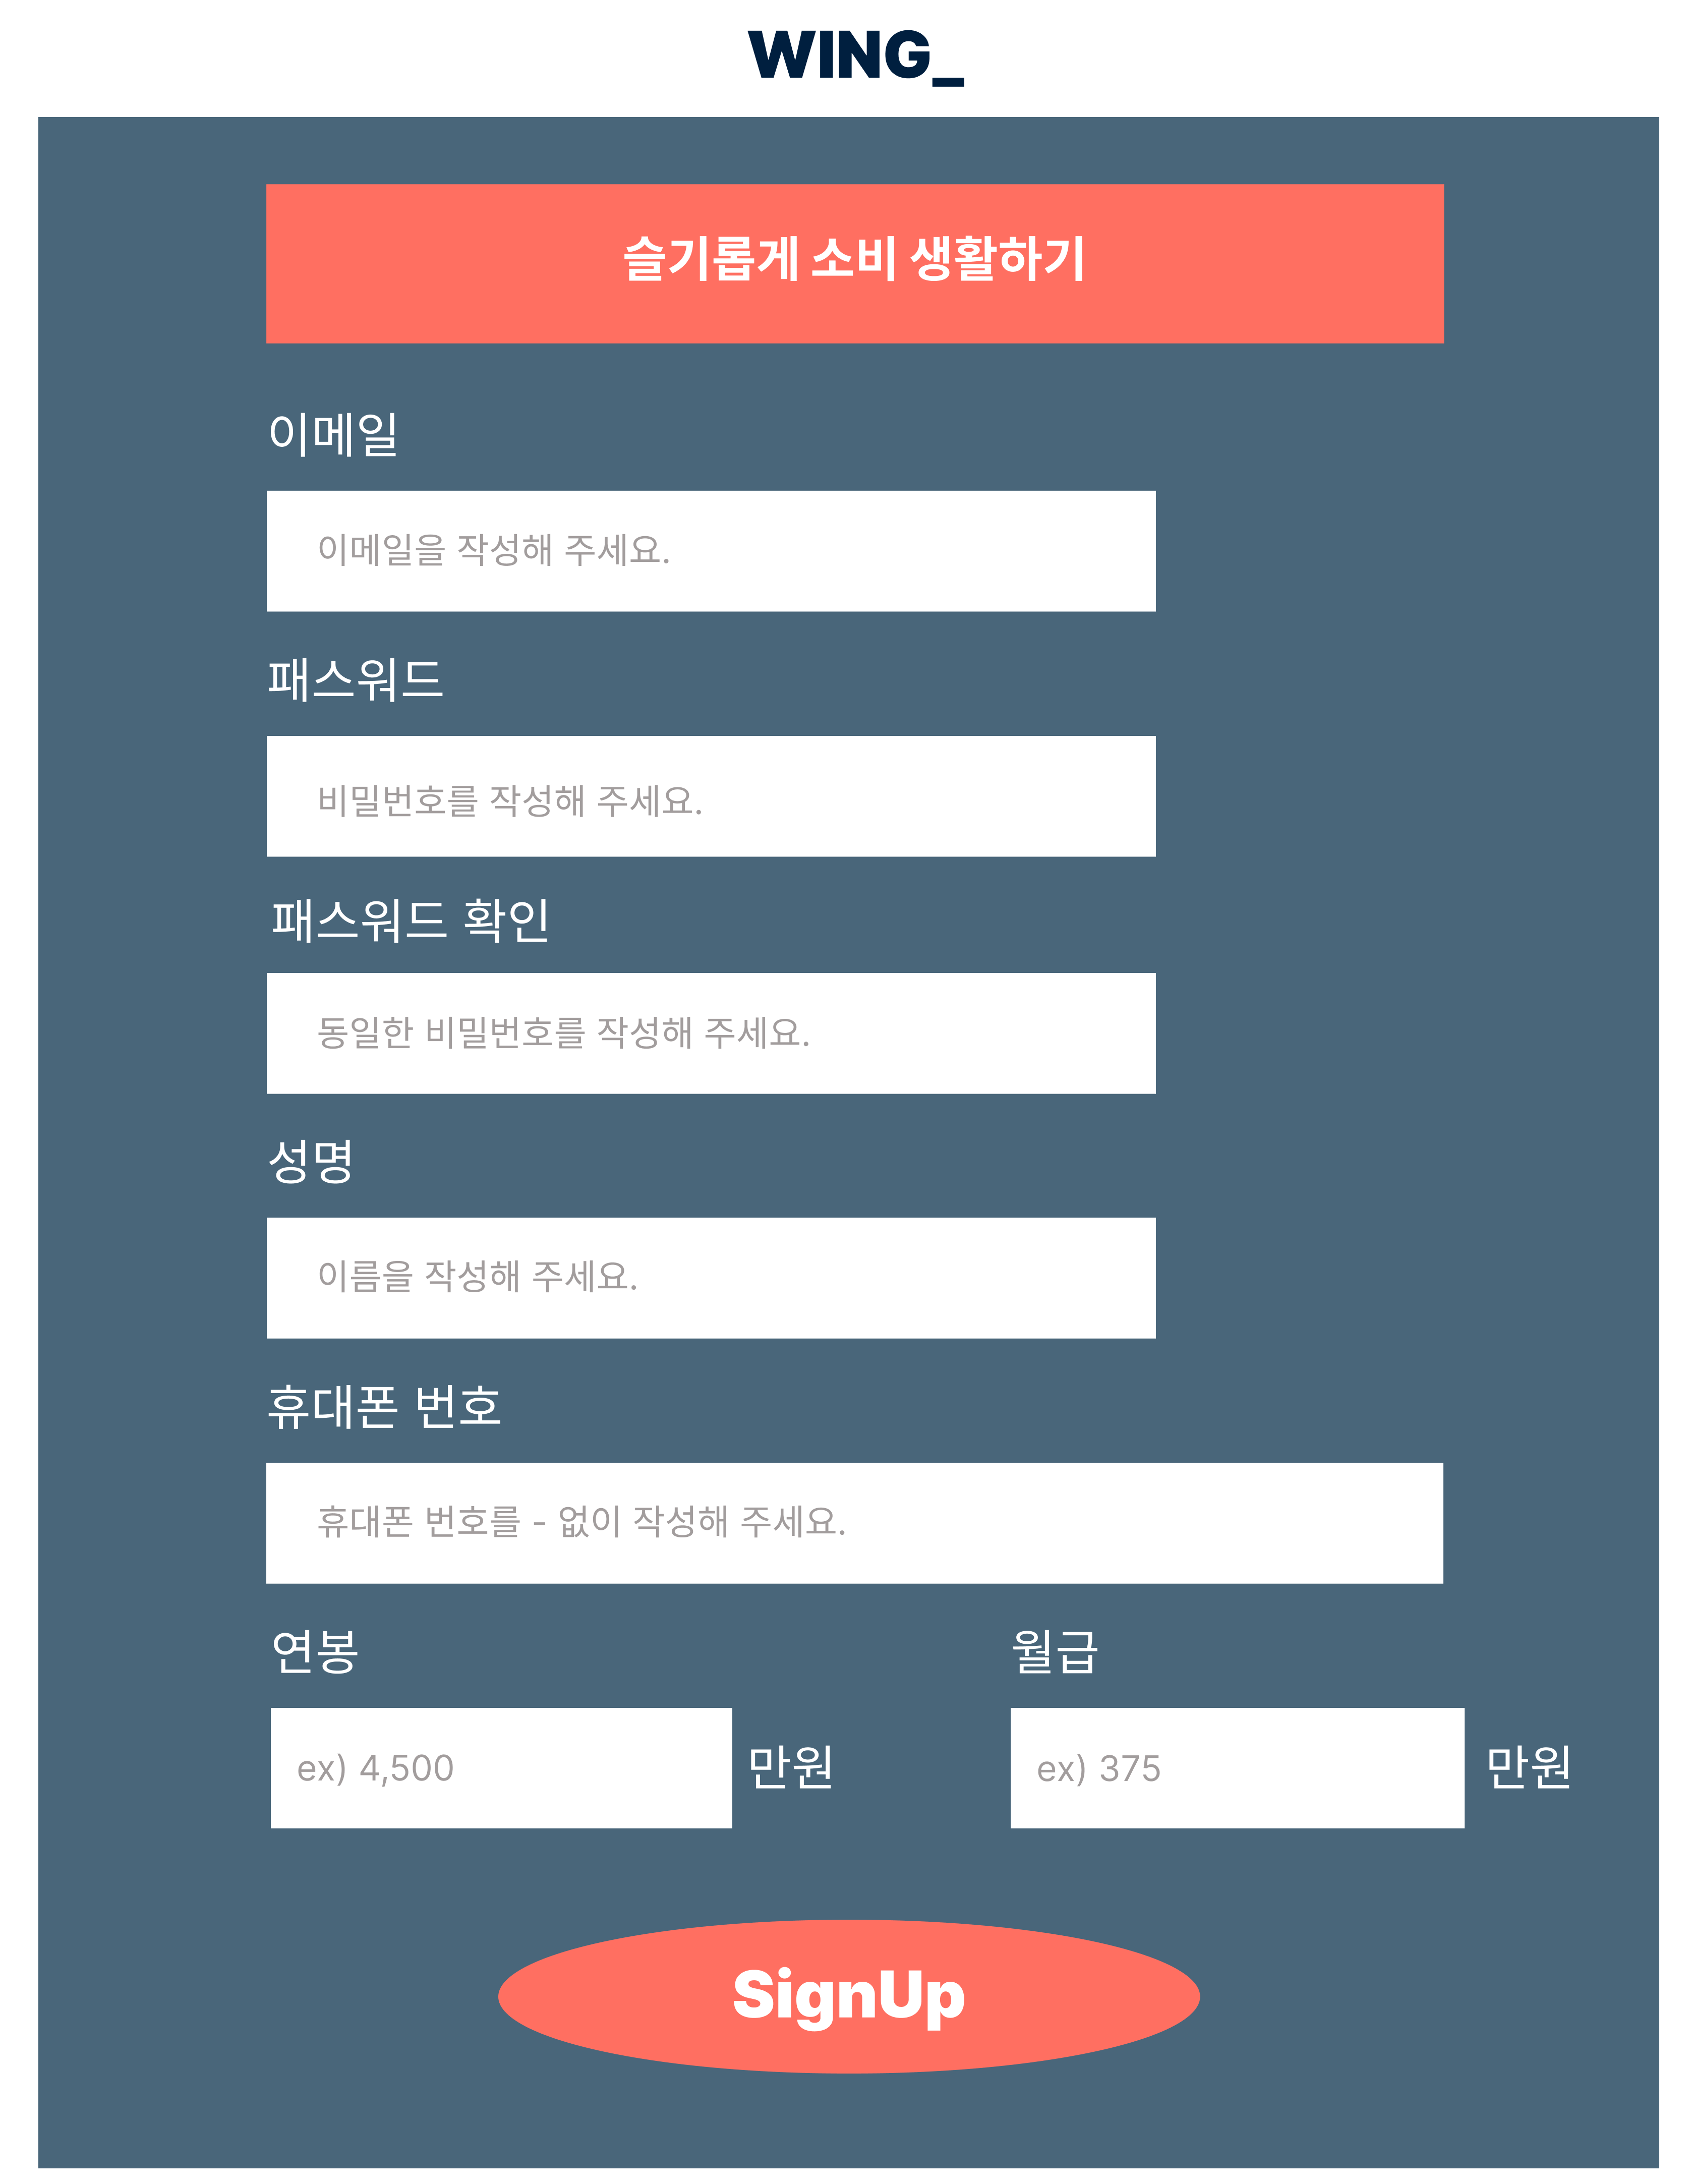 WING_
슬기롭게 소비 생활하기
이메일
이메일을 작성해 주세요.
패스워드
비밀번호를 작성해 주세요.
패스워드 확인
동일한 비밀번호를 작성해 주세요.
성명
이름을 작성해 주세요.
휴대폰 번호
휴대폰 번호를 - 없이 작성해 주세요.
연봉 월급
ex) 4,500 만원 ex) 375 만원
SignUp